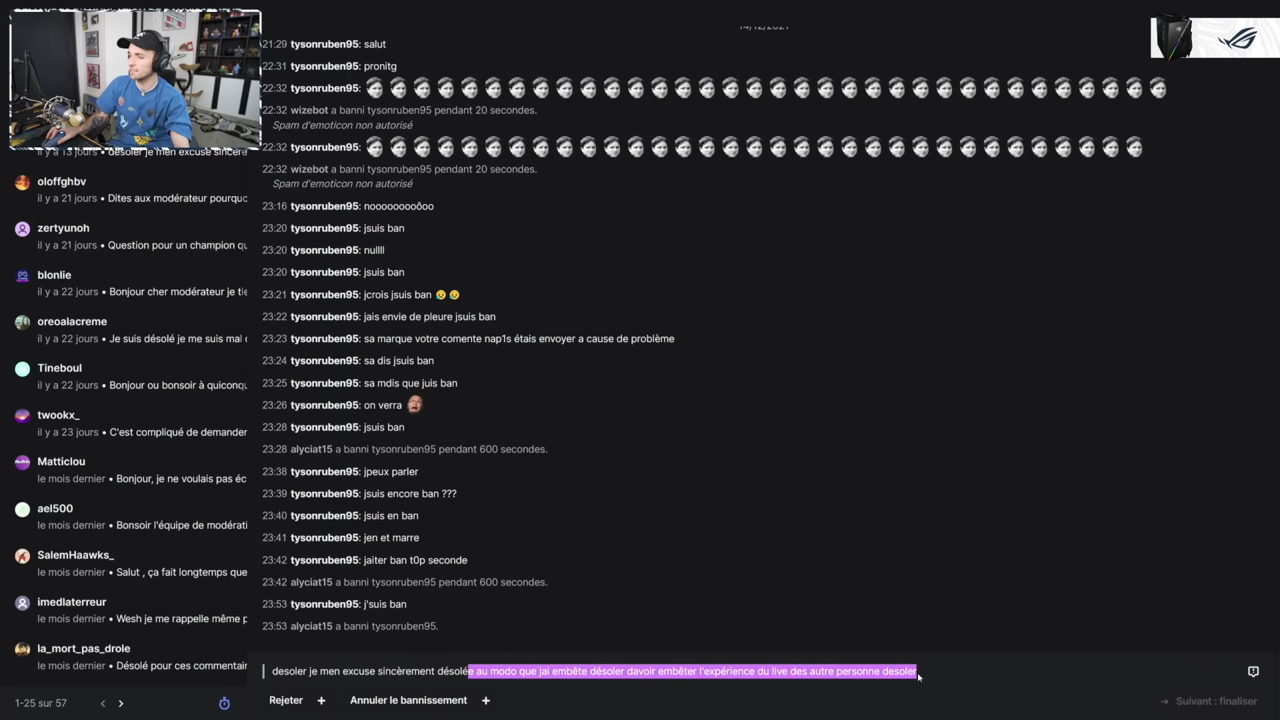 14/12/2021
21:29 tysonruben95: salut
22:31 tysonruben95: pronitg
22:32 tysonruben95:
22:32 wizebot a banni tysonruben95 pendant 20 secondes.
Spam d'emoticon non autorisé
22:32 tysonruben95:
22:32 wizebot a banni tysonruben95 pendant 20 secondes.
Spam d'emoticon non autorisé
23:16 tysonruben95: noooooooôoo
23:20 tysonruben95: jsuis ban
23:20 tysonruben95: nullll
23:20 tysonruben95: jsuis ban
23:21 tysonruben95: jcrois jsuis ban 🤣 🤣
23:22 tysonruben95: jais envie de pleure jsuis ban
23:23 tysonruben95: sa marque votre comente nap1s étais envoyer a cause de problème
23:24 tysonruben95: sa dis jsuis ban
23:25 tysonruben95: sa mdis que juis ban
23:26 tysonruben95: on verra
23:28 tysonruben95: jsuis ban
23:28 alyciat15 a banni tysonruben95 pendant 600 secondes.
23:38 tysonruben95: jpeux parler
23:39 tysonruben95: jsuis encore ban ???
23:40 tysonruben95: jsuis en ban
23:41 tysonruben95: jen et marre
23:42 tysonruben95: jaiter ban t0p seconde
23:42 alyciat15 a banni tysonruben95 pendant 600 secondes.
23:53 tysonruben95: j'suis ban
23:53 alyciat15 a banni tysonruben95.
il y a 13 jours • desoler je men excuse sincère
oloffghbv
il y a 21 jours • Dites aux modérateur pourquo
zertyunoh
il y a 21 jours • Question pour un champion qu
blonlie
il y a 22 jours • Bonjour cher modérateur je tie
oreoalacreme
il y a 22 jours • Je suis désolé je me suis mal
Tineboul
il y a 22 jours • Bonjour ou bonsoir à quiconqu
twookx_
il y a 23 jours • C'est compliqué de demander
Matticlou
le mois dernier • Bonjour, je ne voulais pas éc
ael500
le mois dernier • Bonsoir l'équipe de modérati
SalemHaawks_
le mois dernier • Salut , ça fait longtemps que
imedlaterreur
le mois dernier • Wesh je me rappelle même p
la_mort_pas_drole
le mois dernier • Désolé pour ces commentair
desoler je men excuse sincèrement désolée au modo que jai embête désoler davoir embêter l'expérience du live des autre personne desoler
1-25 sur 57
Rejeter
Annuler le bannissement
Suivant : finaliser